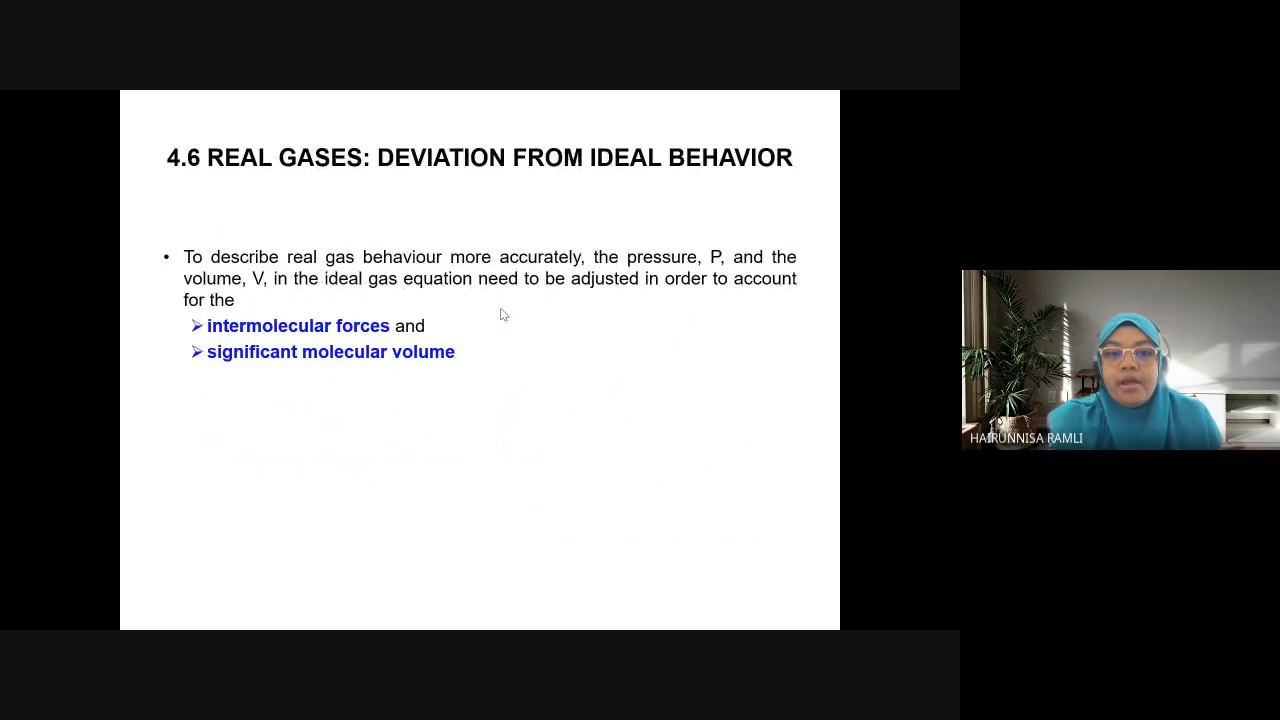 4.6 REAL GASES: DEVIATION FROM IDEAL BEHAVIOR
• To describe real gas behaviour more accurately, the pressure, P, and the
volume, V, in the ideal gas equation need to be adjusted in order to account
for the
➢ intermolecular forces and
➢ significant molecular volume
HAIRUNNISA RAMLI